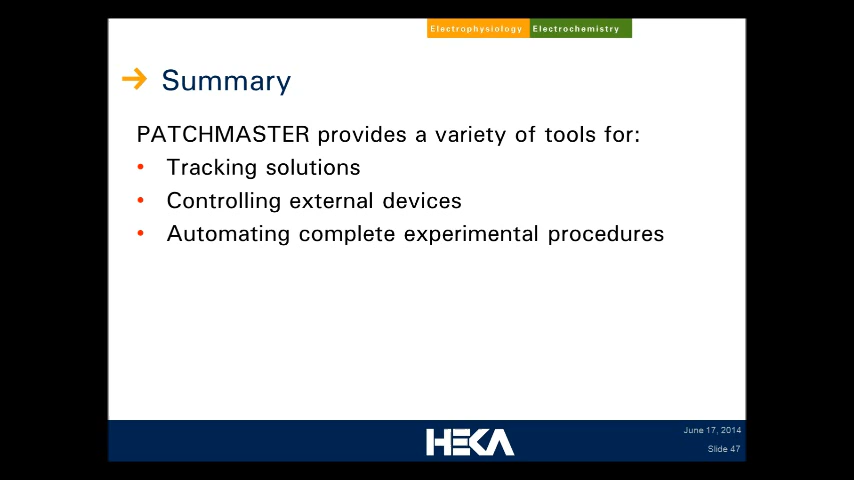 Electrophysiology Electrochemistry
→ Summary
PATCHMASTER provides a variety of tools for:
• Tracking solutions
• Controlling external devices
• Automating complete experimental procedures
HEKA
June 17, 2014
Slide 47